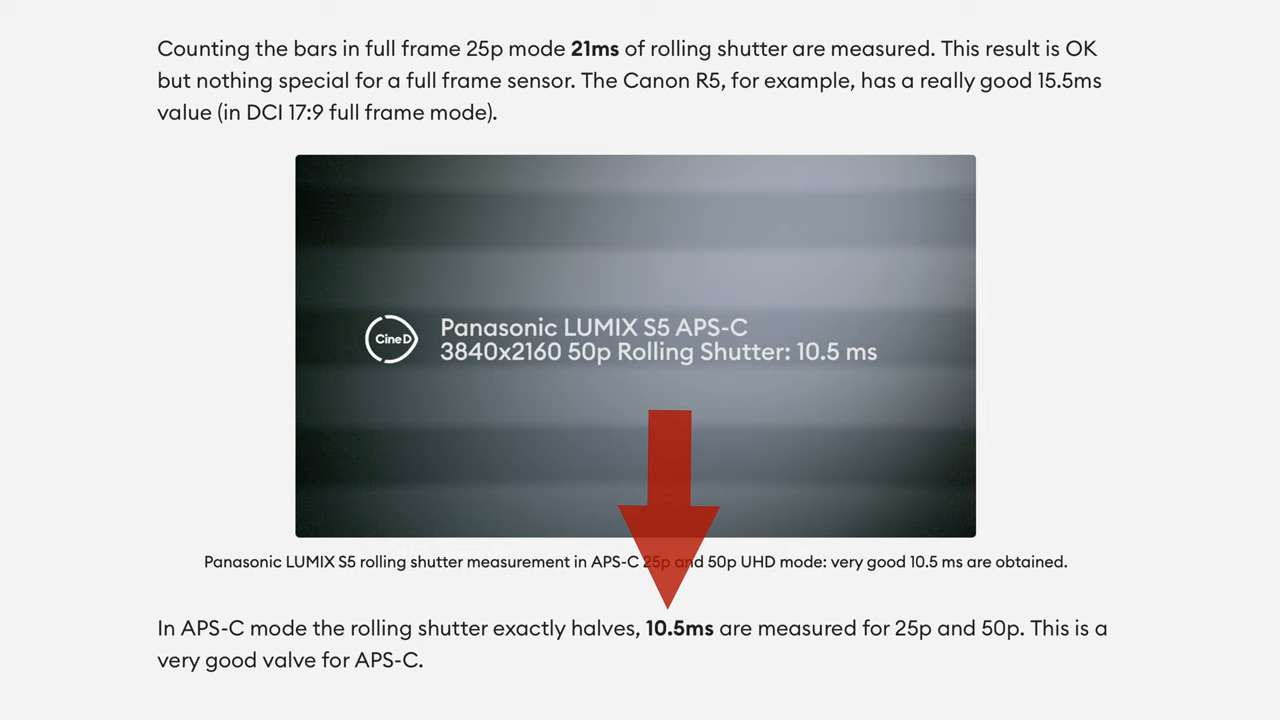 Counting the bars in full frame 25p mode 21ms of rolling shutter are measured. This result is OK
but nothing special for a full frame sensor. The Canon R5, for example, has a really good 15.5ms
value (in DCI 17:9 full frame mode).
CineD
Panasonic LUMIX S5 APS-C
3840x2160 50p Rolling Shutter: 10.5 ms
Panasonic LUMIX S5 rolling shutter measurement in APS-C 25p and 50p UHD mode: very good 10.5 ms are obtained.
In APS-C mode the rolling shutter exactly halves, 10.5ms are measured for 25p and 50p. This is a
very good valve for APS-C.